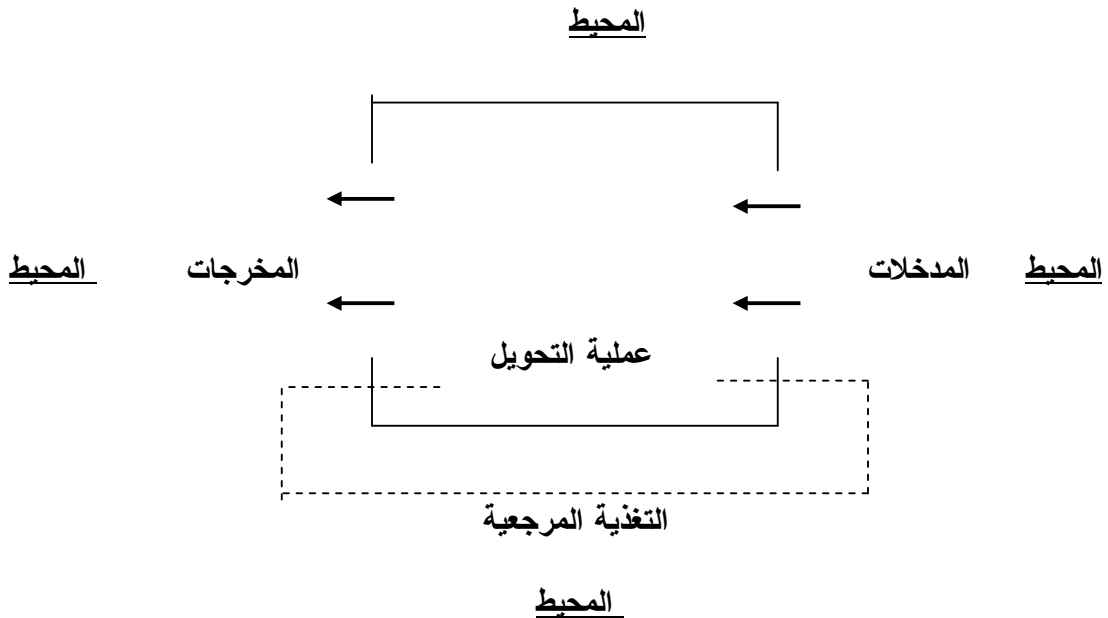 المحيط
المحيط المدخلات المخرجات المحيط
عملية التحويل
التغذية المرجعية
المحيط